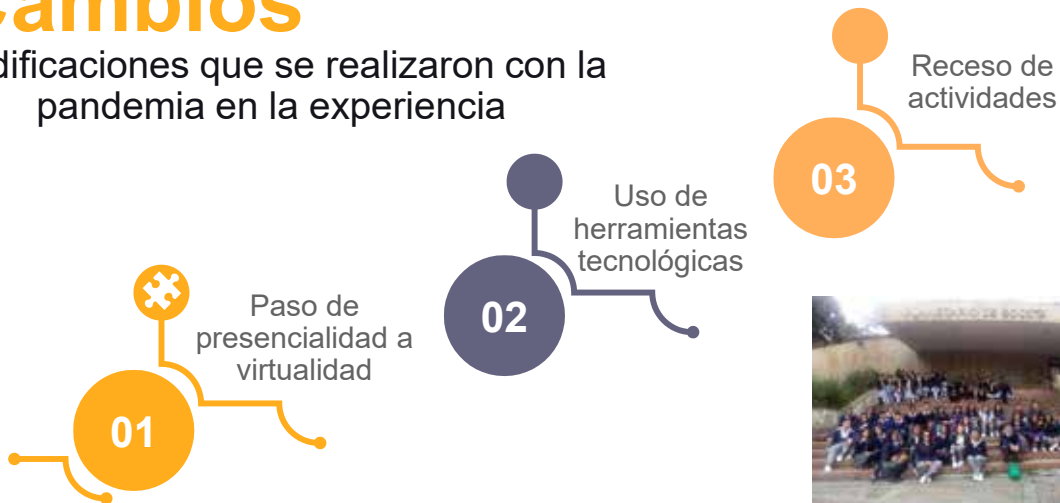 Cambios
dificaciones que se realizaron con la
pandemia en la experiencia
01
Paso de
presencialidad a
virtualidad
02
Uso de
herramientas
tecnológicas
03
Receso de
actividades